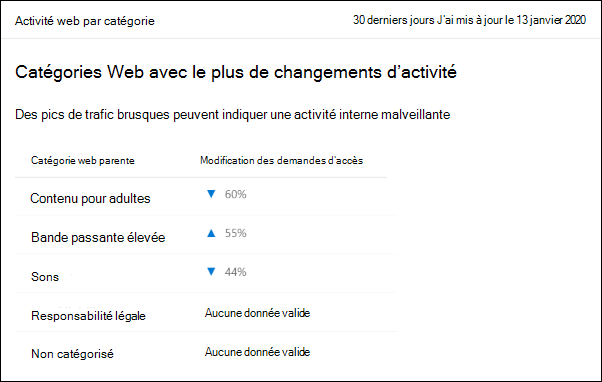 Activité web par catégorie 30 derniers jours J'ai mis à jour le 13 janvier 2020
Catégories Web avec le plus de changements d'activité
Des pics de trafic brusques peuvent indiquer une activité interne malveillante
Catégorie web parente Modification des demandes d'accès
Contenu pour adultes ▼ 60%
Bande passante élevée ▲ 55%
Sons ▼ 44%
Responsabilité légale Aucune donnée valide
Non catégorisé Aucune donnée valide